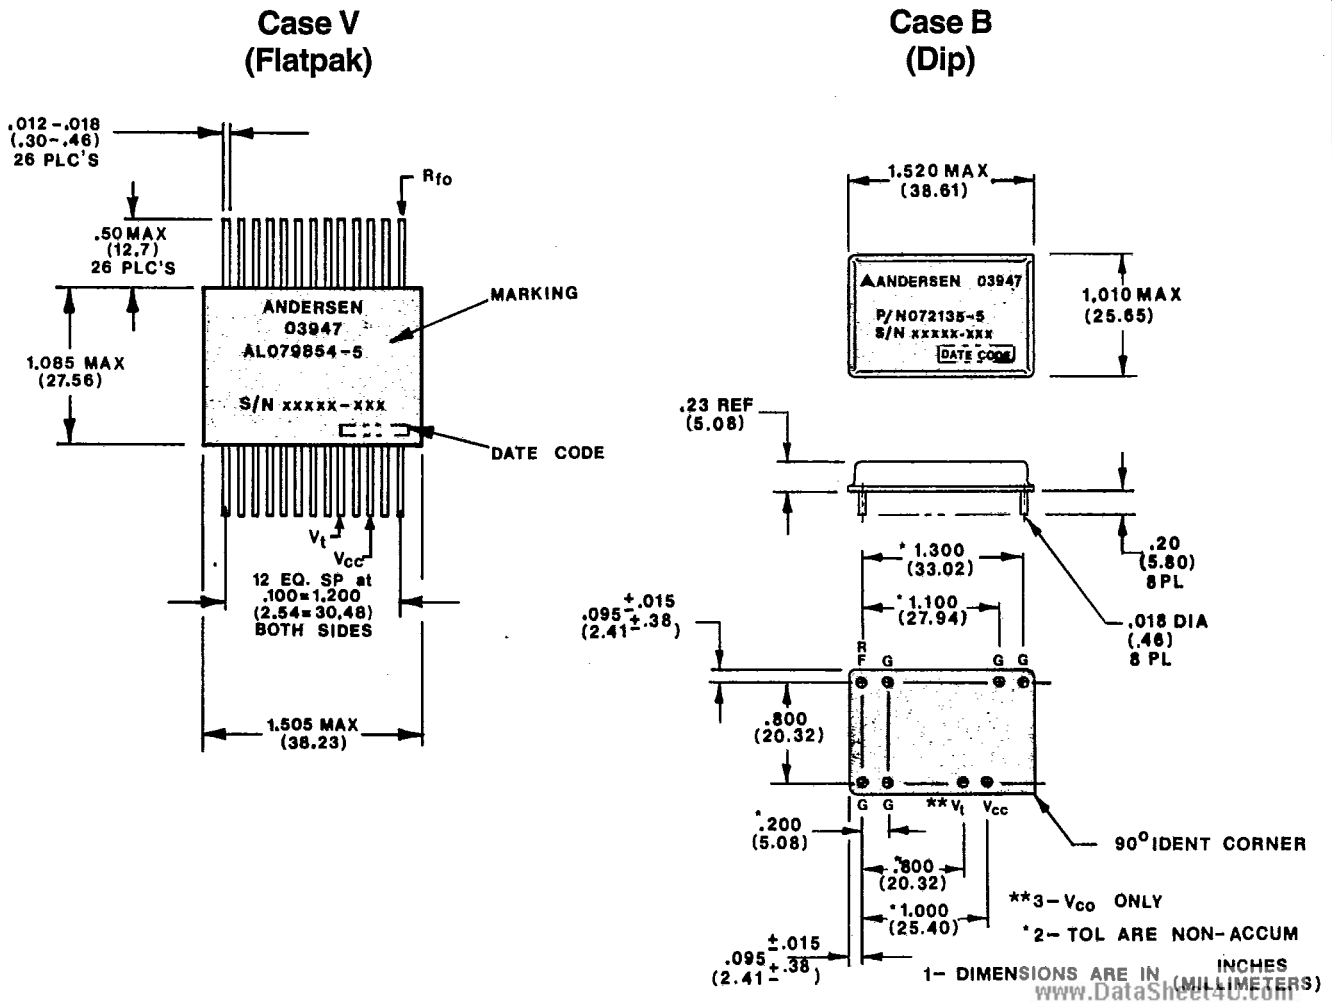 Case V
(Flatpak)
.012-.018
(.30-.46)
26 PLC'S
Rfo
.50 MAX
(12,7)
26 PLC'S
MARKING
ANDERSEN
03947
AL079854-5
S/N xxxxx-xxx
1.085 MAX
(27.56)
DATE CODE
Vt
Vcc
12 EQ. SP at
.100=1.200
(2.54=30,48)
BOTH SIDES
1.505 MAX
(38.23)
Case B
(Dip)
1.520 MAX
(38.61)
ANDERSEN 03947
P/N072135-5
S/N xxxxx-xxx
DATE CODE
1,010 MAX
(25.65)
.23 REF
(5.08)
.20
(5.80)
8PL
* 1.300
(33.02)
* 1.100
(27.94)
.018 DIA
(.46)
8 PL
.095 ±.015
(2.41 ±.38)
RF G G G
.800
(20.32)
G G **Vt Vcc
*.200
(5.08)
*.800
(20.32)
*1.000
(25.40)
90° IDENT CORNER
.095 ±.015
(2.41 ±.38)
**3-Vco ONLY
*2- TOL ARE NON-ACCUM
1- DIMENSIONS ARE IN INCHES
(MILLIMETERS)
www.DataSheet4U.com